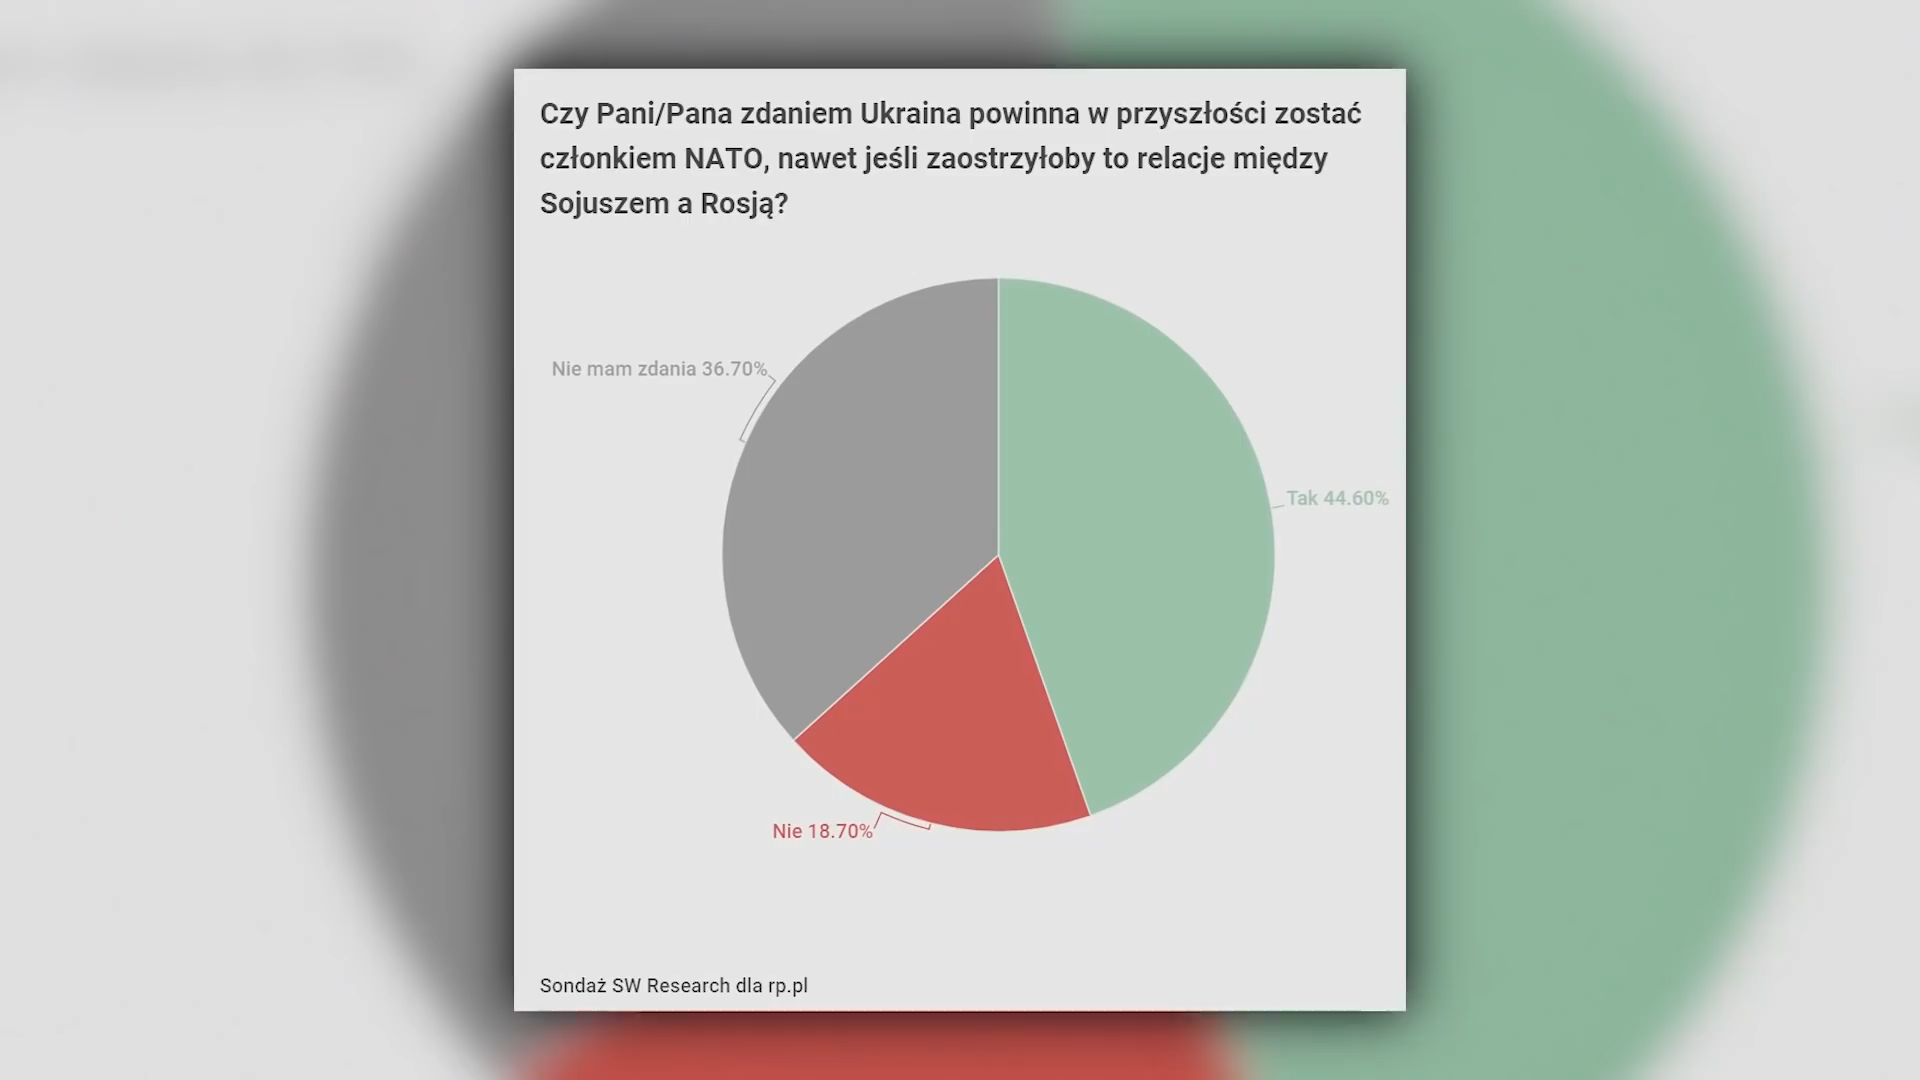 Czy Pani/Pana zdaniem Ukraina powinna w przyszłości zostać
członkiem NATO, nawet jeśli zaostrzyłoby to relacje między
Sojuszem a Rosją?
Nie mam zdania 36.70%
Tak 44.60%
Nie 18.70%
Sondaż SW Research dla rp.pl